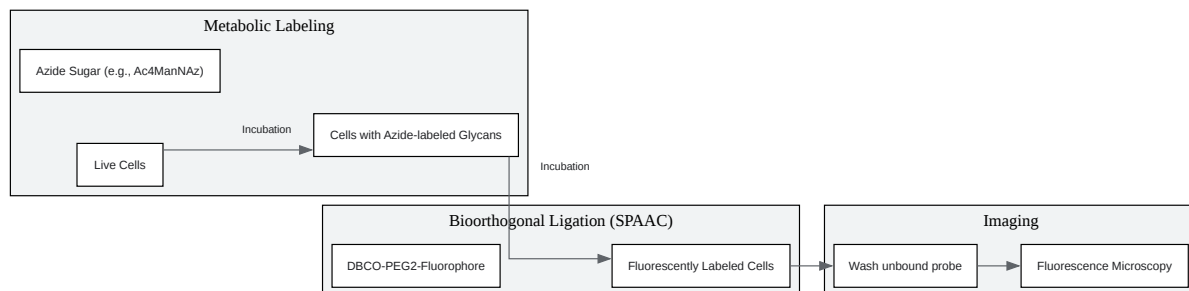 Metabolic Labeling
Azide Sugar (e.g., Ac4ManNAz)
Incubation
Cells with Azide-labeled Glycans
Live Cells
Incubation
Bioorthogonal Ligation (SPAAC)
Imaging
DBCO-PEG2-Fluorophore
Fluorescently Labeled Cells
Wash unbound probe
Fluorescence Microscopy